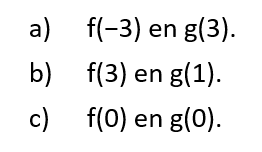 a) f(−3) en g(3).
b) f(3) en g(1).
c) f(0) en g(0).